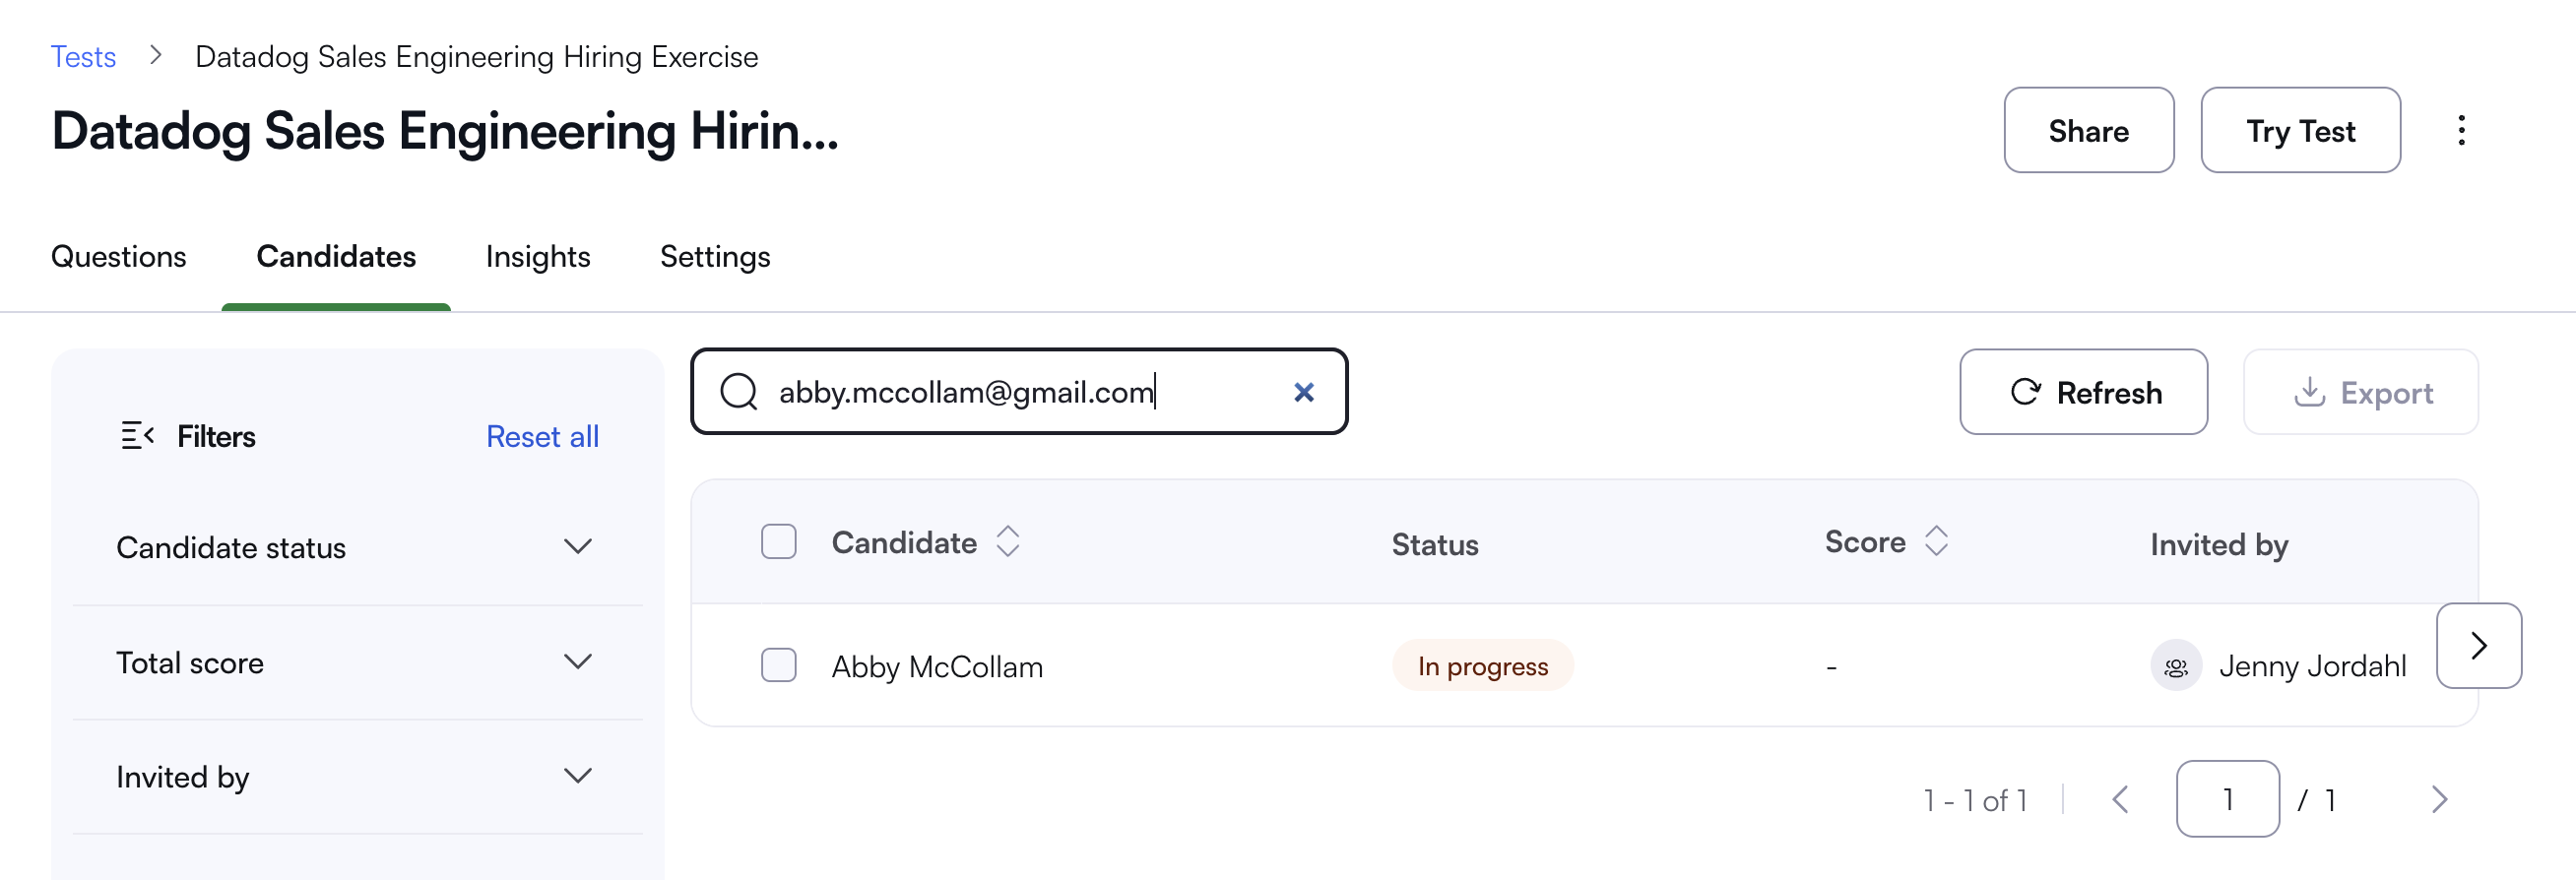 Tests > Datadog Sales Engineering Hiring Exercise
Datadog Sales Engineering Hirin...
Share
Try Test
Questions
Candidates
Insights
Settings
Filters
Reset all
Candidate status
Total score
Invited by
abby.mccollam@gmail.com
Refresh
Export
Candidate
Status
Score
Invited by
Abby McCollam
In progress
-
Jenny Jordahl
1 - 1 of 1
1
/ 1